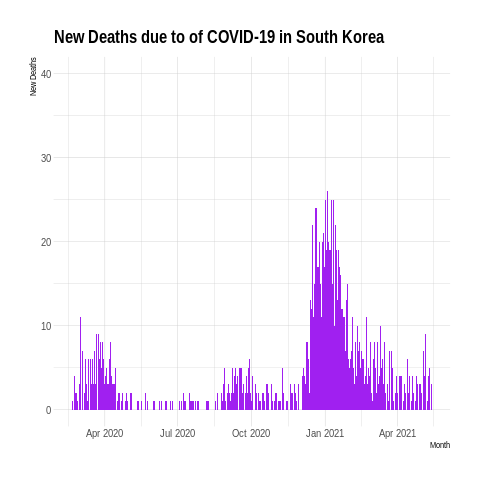 New Deaths due to of COVID-19 in South Korea
New Deaths
40
30
20
10
0
Apr 2020 Jul 2020 Oct 2020 Jan 2021 Apr 2021
Month